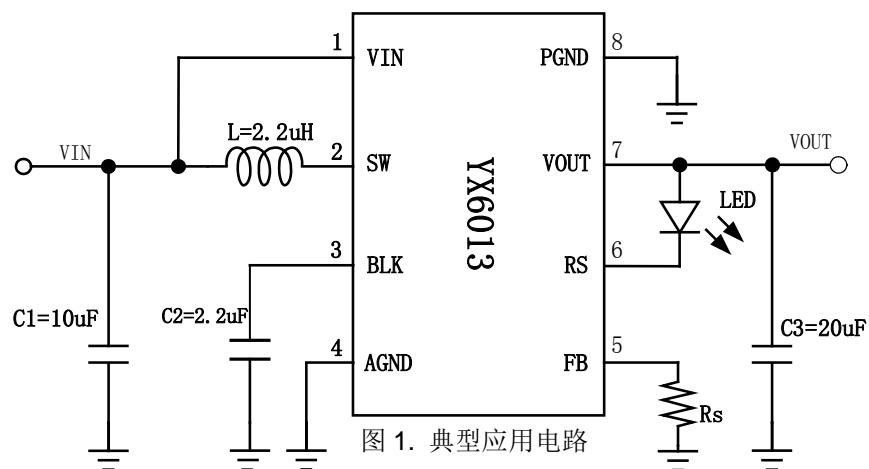 1
VIN
PGND
8
L=2.2uH
VIN
2
SW
YX6013
VOUT
7
VOUT
LED
3
BLK
RS
6
C1=10uF
C2=2.2uF
C3=20uF
4
AGND
FB
5
Rs
图 1. 典型应用电路